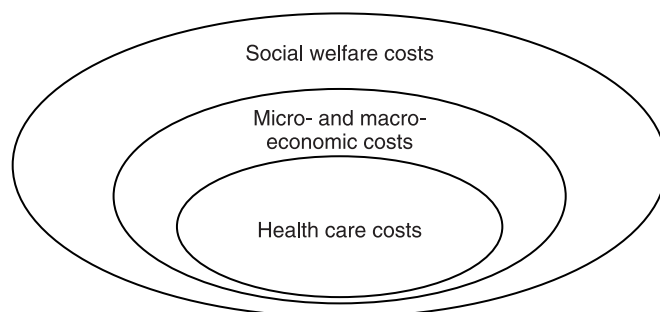 Social welfare costs
Micro- and macro-
economic costs
Health care costs